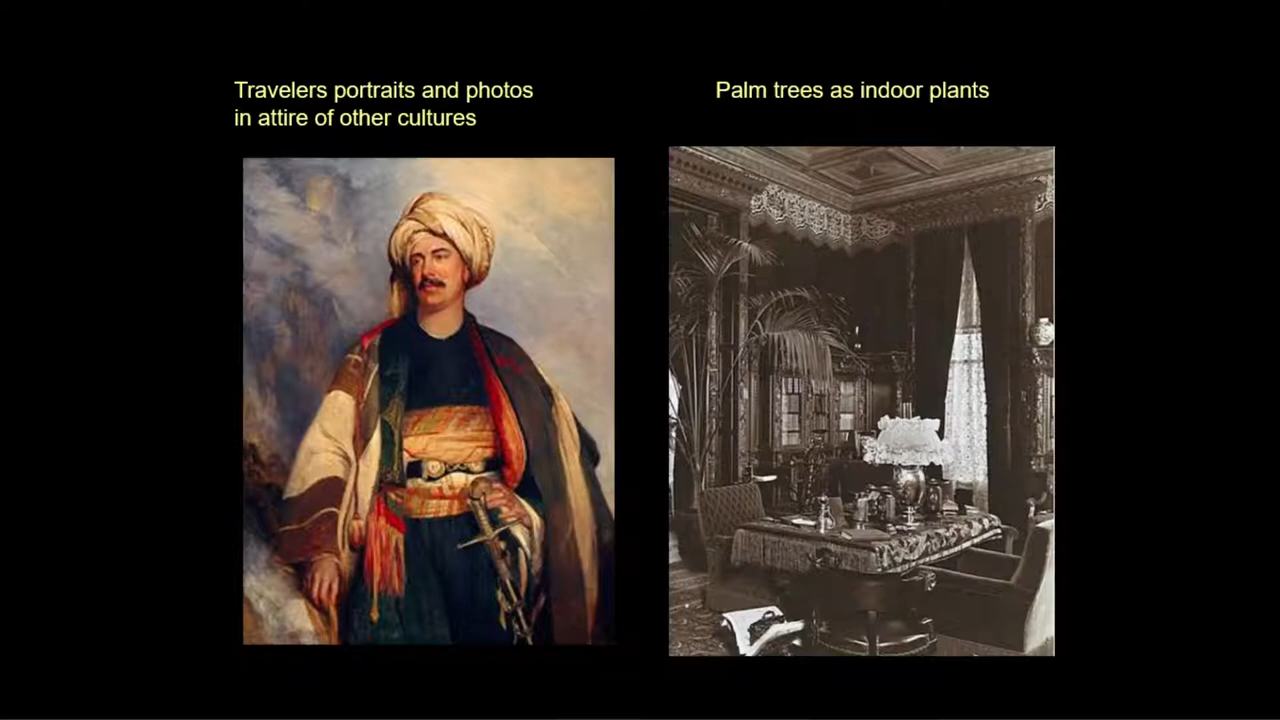 Travelers portraits and photos
in attire of other cultures
Palm trees as indoor plants